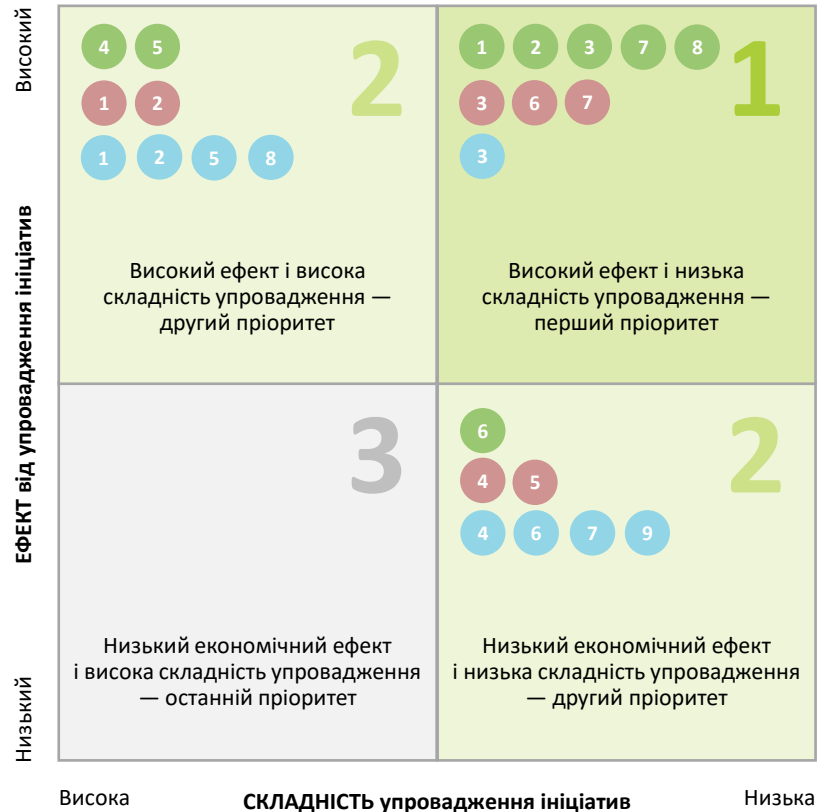 Високий
ЕФЕКТ від упровадження ініціатив
Низький
4 5
2
1 2
1 2 5 8
Високий ефект і висока
складність упровадження —
другий пріоритет
1 2 3 7 8
1
3 6 7
3
Високий ефект і низька
складність упровадження —
перший пріоритет
3
Низький економічний ефект
і висока складність упровадження
— останній пріоритет
6
2
4 5
4 6 7 9
Низький економічний ефект
і низька складність упровадження
— другий пріоритет
Висока
СКЛАДНІСТЬ упровадження ініціатив
Низька